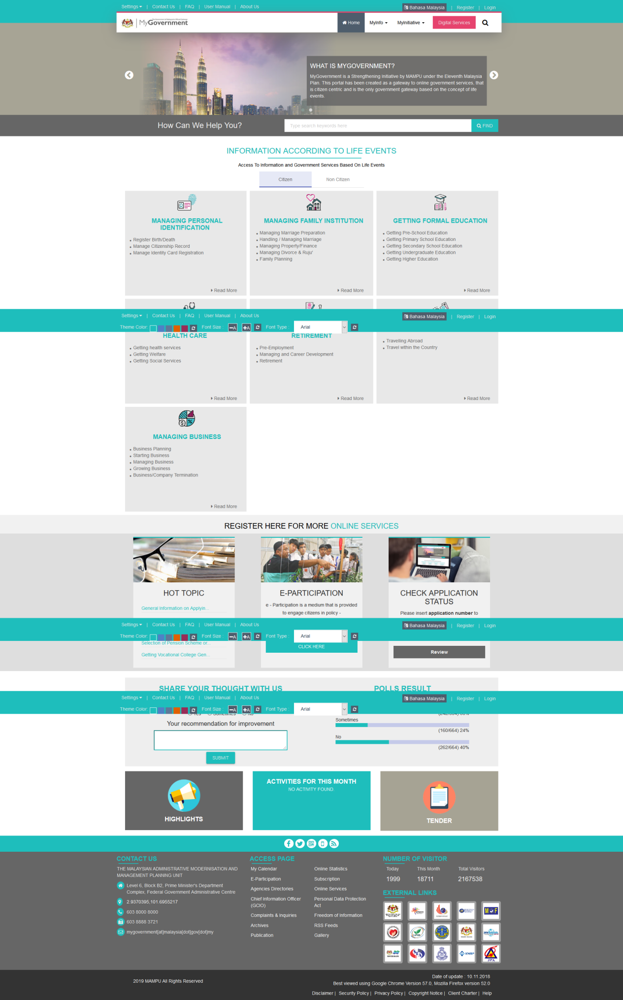 Settings | Contact Us | FAQ | User Manual | About Us
Bahasa Malaysia | Register | Login
The Government of Malaysia's Official Gateway
MyGovernment
Home MyInfo MyInitiative Digital Services
WHAT IS MYGOVERNMENT?
MyGovernment is a Strengthening Initiative by MAMPU under the Eleventh Malaysia
Plan. This portal has been created as a gateway to online government services, that
is citizen centric and is the only government gateway based on the concept of life
events.
How Can We Help You?
Type search keywords here
FIND
INFORMATION ACCORDING TO LIFE EVENTS
Access To Information and Government Services Based On Life Events
Citizen Non Citizen
MANAGING PERSONAL
IDENTIFICATION
Register Birth/Death
Manage Citizenship Record
Manage Identity Card Registration
Read More
MANAGING FAMILY INSTITUTION
Managing Marriage Preparation
Handling / Managing Marriage
Managing Property/Finance
Managing Divorce & Ruju'
Family Planning
Read More
GETTING FORMAL EDUCATION
Getting Pre-School Education
Getting Primary School Education
Getting Secondary School Education
Getting Undergraduate Education
Getting Higher Education
Read More
Settings | Contact Us | FAQ | User Manual | About Us
Bahasa Malaysia | Register | Login
Theme Color: Font Size : -A +A Font Type : Arial
HEALTH CARE
Getting health services
Getting Welfare
Getting Social Services
Read More
RETIREMENT
Pre-Employment
Managing and Career Development
Retirement
Read More
Travelling Abroad
Travel within the Country
Read More
MANAGING BUSINESS
Business Planning
Starting Business
Managing Business
Growing Business
Business/Company Termination
Read More
REGISTER HERE FOR MORE ONLINE SERVICES
HOT TOPIC
General Information on Applyin...
E-PARTICIPATION
e - Participation is a medium that is provided
to engage citizens in policy -
CHECK APPLICATION
STATUS
Please insert application number to
Settings | Contact Us | FAQ | User Manual | About Us
Bahasa Malaysia | Register | Login
Theme Color: Font Size : -A +A Font Type : Arial
Selection of Pension Scheme or...
Getting Vocational College Gen...
CLICK HERE
Review
SHARE YOUR THOUGHT WITH US
POLLS RESULT
Settings | Contact Us | FAQ | User Manual | About Us
Bahasa Malaysia | Register | Login
Theme Color: Font Size : -A +A Font Type : Arial
Yes Sometimes No
Your recommendation for improvement
SUBMIT
Sometimes
(160/664) 24%
No
(262/664) 40%
HIGHLIGHTS
ACTIVITIES FOR THIS MONTH
NO ACTIVITY FOUND.
TENDER
CONTACT US
THE MALAYSIAN ADMINISTRATIVE MODERNISATION AND
MANAGEMENT PLANNING UNIT
Level 6, Block B2, Prime Minister's Department
Complex, Federal Government Administrative Centre
2.9370395,101.6955217
603 8000 8000
603 8888 3721
mygovernment[at]malaysia[dot]gov[dot]my
ACCESS PAGE
My Calendar
E-Participation
Agencies Directories
Chief Information Officer
(GCIO)
Complaints & Inquiries
Archives
Publication
Online Statistics
Subscription
Online Services
Personal Data Protection
Act
Freedom of Information
RSS Feeds
Gallery
NUMBER OF VISITOR
Today This Month Total Visitors
1999 18711 2167538
EXTERNAL LINKS
KWAP
JPA
2019 MAMPU All Rights Reserved
Date of update : 10.11.2018
Best viewed using Google Chrome Version 57.0, Mozilla Firefox version 52.0
Disclaimer | Security Policy | Privacy Policy | Copyright Notice | Client Charter | Help